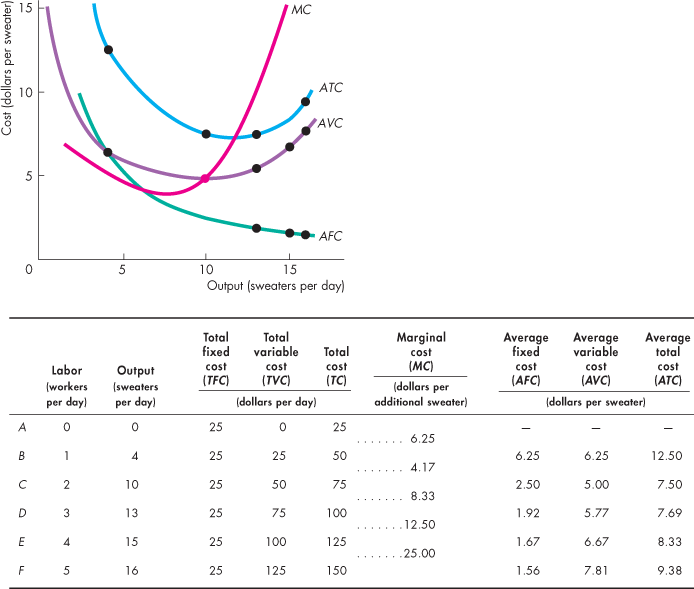 Cost (dollars per sweater)
15
10
5
0
5
10
15
MC
ATC
AVC
AFC
Output (sweaters per day)
Total Total Marginal Average Average Average
fixed variable Total cost fixed variable total
Labor Output cost cost cost (MC) cost cost cost
(workers (sweaters (TFC) (TVC) (TC) (dollars per (AFC) (AVC) (ATC)
per day) per day) (dollars per day) additional sweater) (dollars per sweater)
A 0 0 25 0 25 — — —
. . . . . . . 6.25
B 1 4 25 25 50 6.25 6.25 12.50
. . . . . . . 4.17
C 2 10 25 50 75 2.50 5.00 7.50
. . . . . . . 8.33
D 3 13 25 75 100 1.92 5.77 7.69
. . . . . . .12.50
E 4 15 25 100 125 1.67 6.67 8.33
. . . . . . .25.00
F 5 16 25 125 150 1.56 7.81 9.38